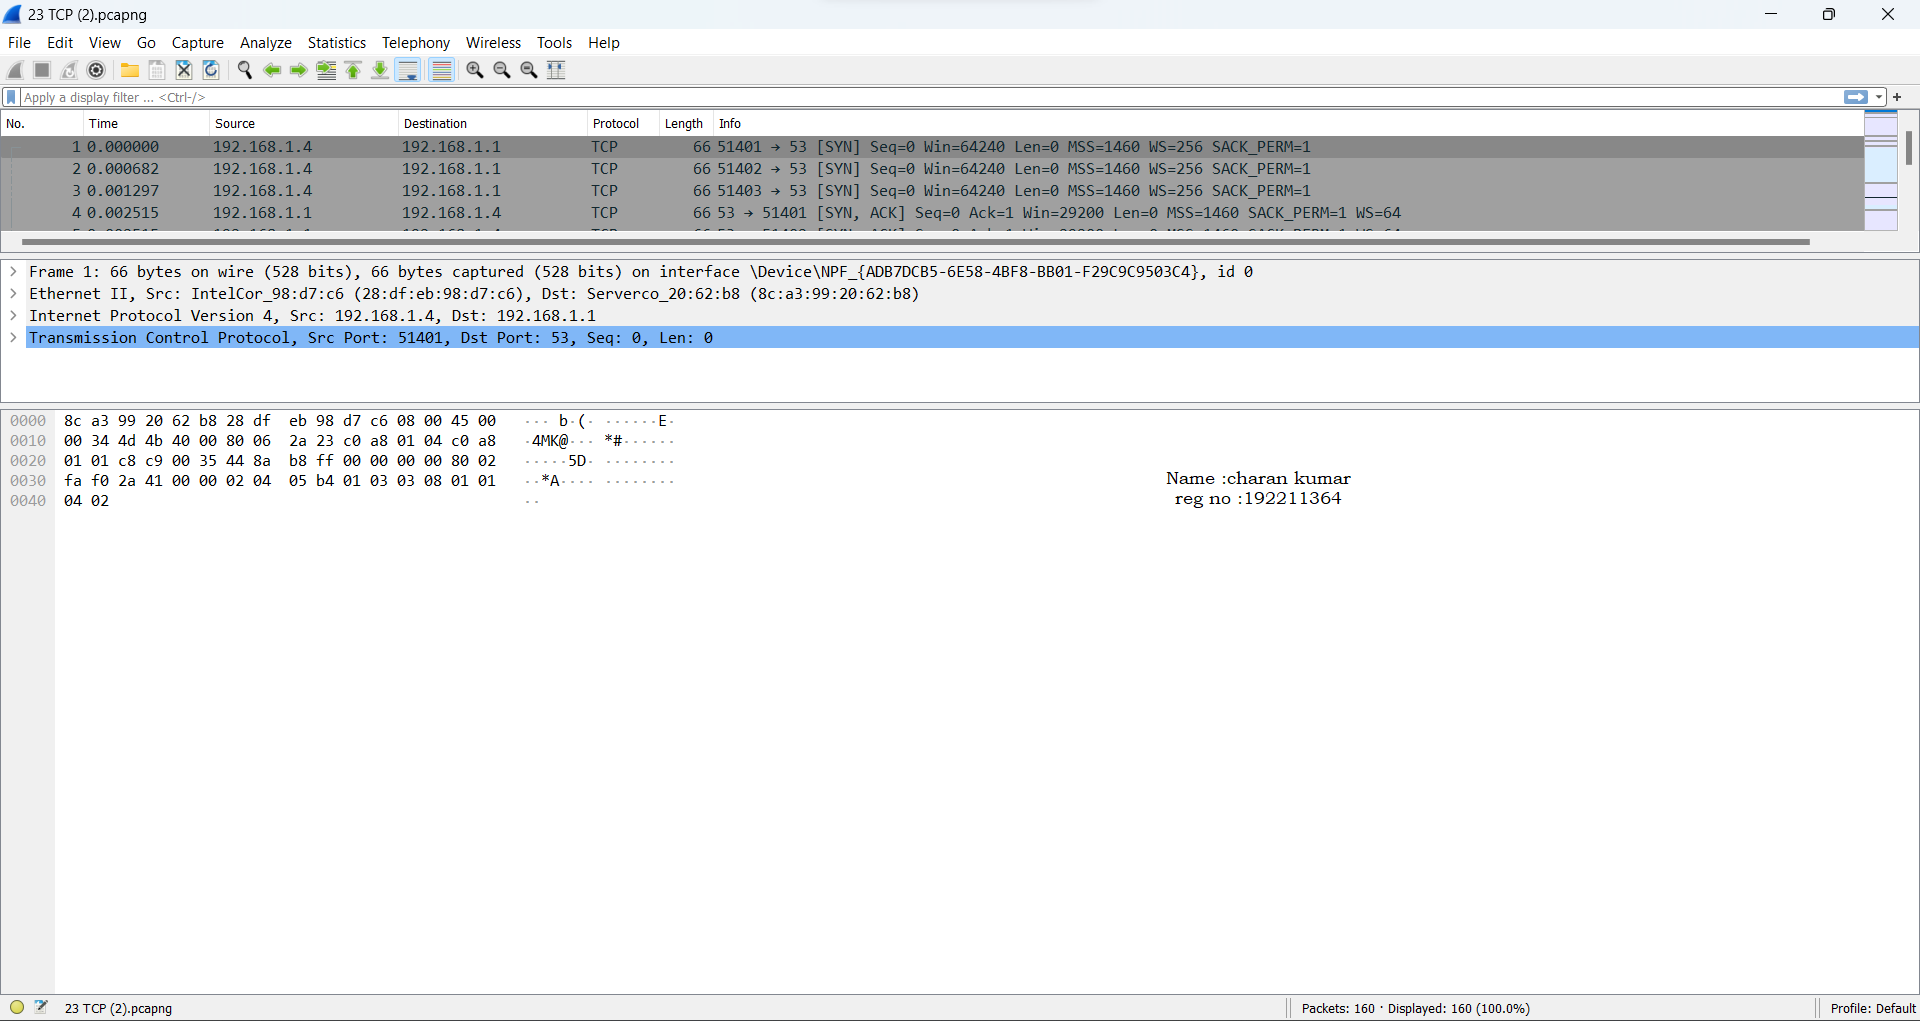 23 TCP (2).pcapng
File Edit View Go Capture Analyze Statistics Telephony Wireless Tools Help
Apply a display filter ... <Ctrl-/>
No. Time Source Destination Protocol Length Info
1 0.000000 192.168.1.4 192.168.1.1 TCP 66 51401 → 53 [SYN] Seq=0 Win=64240 Len=0 MSS=1460 WS=256 SACK_PERM=1
2 0.000682 192.168.1.4 192.168.1.1 TCP 66 51402 → 53 [SYN] Seq=0 Win=64240 Len=0 MSS=1460 WS=256 SACK_PERM=1
3 0.001297 192.168.1.4 192.168.1.1 TCP 66 51403 → 53 [SYN] Seq=0 Win=64240 Len=0 MSS=1460 WS=256 SACK_PERM=1
4 0.002515 192.168.1.1 192.168.1.4 TCP 66 53 → 51401 [SYN, ACK] Seq=0 Ack=1 Win=29200 Len=0 MSS=1460 SACK_PERM=1 WS=64
Frame 1: 66 bytes on wire (528 bits), 66 bytes captured (528 bits) on interface \Device\NPF_{ADB7DCB5-6E58-4BF8-BB01-F29C9C9503C4}, id 0
Ethernet II, Src: IntelCor_98:d7:c6 (28:df:eb:98:d7:c6), Dst: Serverco_20:62:b8 (8c:a3:99:20:62:b8)
Internet Protocol Version 4, Src: 192.168.1.4, Dst: 192.168.1.1
Transmission Control Protocol, Src Port: 51401, Dst Port: 53, Seq: 0, Len: 0
0000 8c a3 99 20 62 b8 28 df eb 98 d7 c6 08 00 45 00 ··· b·(· ······E·
0010 00 34 4d 4b 40 00 80 06 2a 23 c0 a8 01 04 c0 a8 ·4MK@··· *#······
0020 01 01 c8 c9 00 35 44 8a b8 ff 00 00 00 00 80 02 ·····5D· ········
0030 fa f0 2a 41 00 00 02 04 05 b4 01 03 03 08 01 01 ··*A···· ········
0040 04 02 ··
Name :charan kumar
reg no :192211364
23 TCP (2).pcapng Packets: 160 · Displayed: 160 (100.0%) Profile: Default